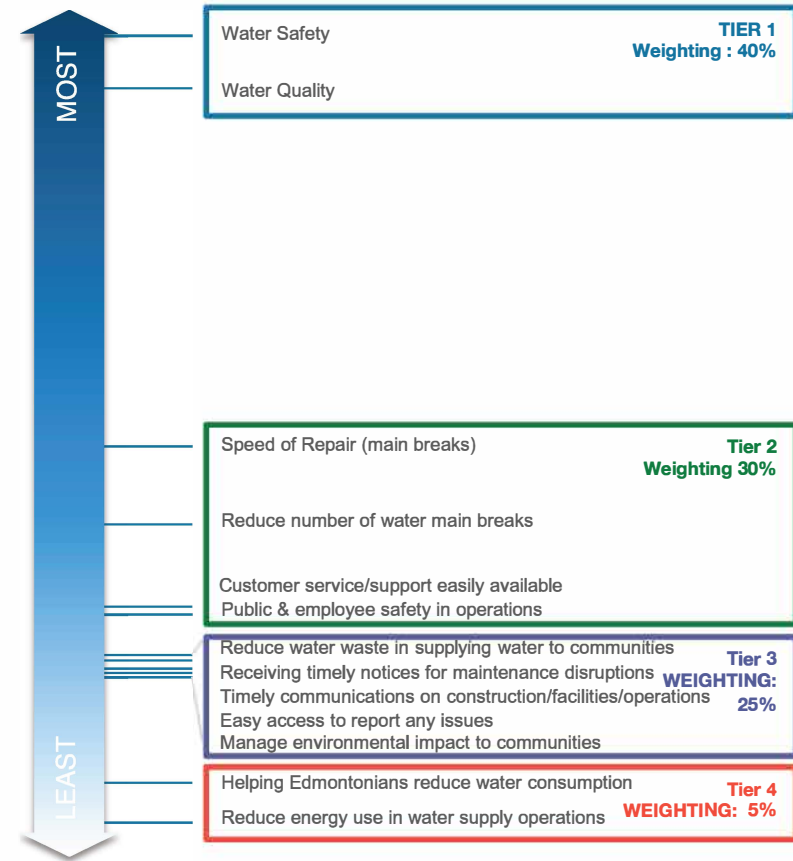 MOST
Water Safety
TIER 1
Weighting : 40%
Water Quality
Speed of Repair (main breaks)
Tier 2
Weighting 30%
Reduce number of water main breaks
Customer service/support easily available
Public & employee safety in operations
Reduce water waste in supplying water to communities
Tier 3
Receiving timely notices for maintenance disruptions
WEIGHTING:
Timely communications on construction/facilities/operations
25%
Easy access to report any issues
Manage environmental impact to communities
LEAST
Helping Edmontonians reduce water consumption
Tier 4
Reduce energy use in water supply operations
WEIGHTING: 5%